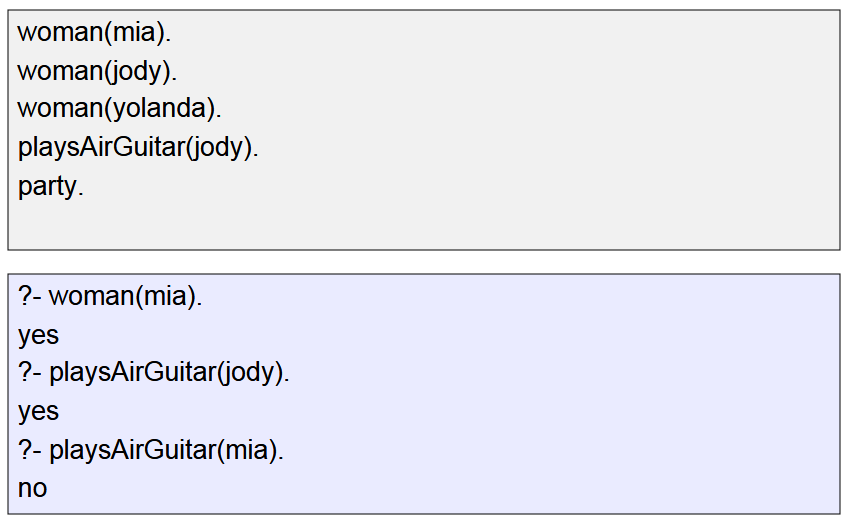 woman(mia).
woman(jody).
woman(yolanda).
playsAirGuitar(jody).
party.
?- woman(mia).
yes
?- playsAirGuitar(jody).
yes
?- playsAirGuitar(mia).
no